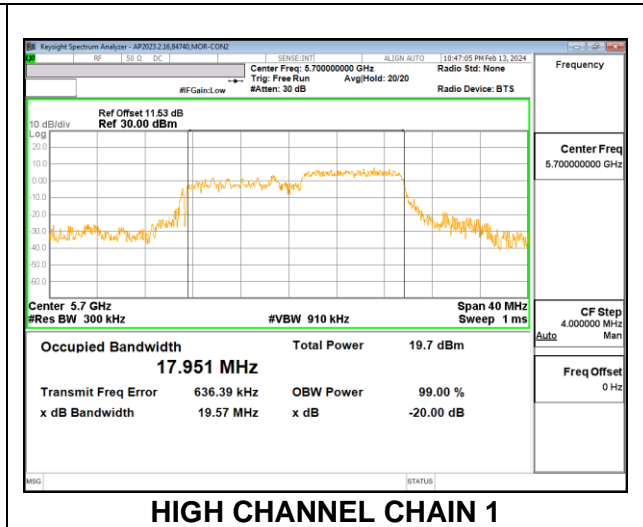 Keysight Spectrum Analyzer - AP2023.2.16,84740,MOR-CON2
RF 50 Ω DC SENSE:INT ALIGN AUTO 10:47:05 PM Feb 13, 2024
Center Freq: 5.700000000 GHz Radio Std: None
Trig: Free Run Avg|Hold: 20/20
#IFGain:Low #Atten: 30 dB Radio Device: BTS
Frequency
Ref Offset 11.53 dB
10 dB/div Ref 30.00 dBm
Log
20.0
10.0
0.00
-10.0
-20.0
-30.0
-40.0
-50.0
-60.0
Center Freq
5.700000000 GHz
Center 5.7 GHz Span 40 MHz
#Res BW 300 kHz #VBW 910 kHz Sweep 1 ms
CF Step
4.000000 MHz
Auto Man
Occupied Bandwidth Total Power 19.7 dBm
17.951 MHz
Transmit Freq Error 636.39 kHz OBW Power 99.00 %
x dB Bandwidth 19.57 MHz x dB -20.00 dB
Freq Offset
0 Hz
MSG STATUS
HIGH CHANNEL CHAIN 1